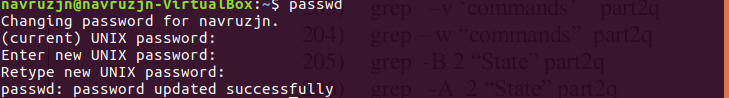 navruzjn@navruzjn-VirtualBox:~$ passwd
Changing password for navruzjn.
(current) UNIX password:
Enter new UNIX password:
Retype new UNIX password:
passwd: password updated successfully
grep –v ‘commands’ part2q
204) grep – w “commands” part2q
205) grep -B 2 “State” part2q
grep -A 2 “State” part2q